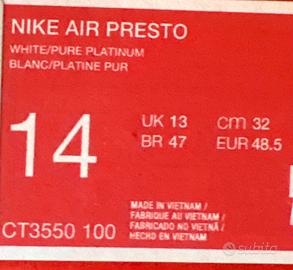 NIKE AIR PRESTO
WHITE/PURE PLATINUM
BLANC/PLATINE PUR
14
UK 13 cm 32
BR 47 EUR 48.5
MADE IN VIETNAM /
FABRIQUE AU VIETNAM /
FABRICADO NO VIETNÃ /
HECHO EN VIETNAM
CT3550 100
subito